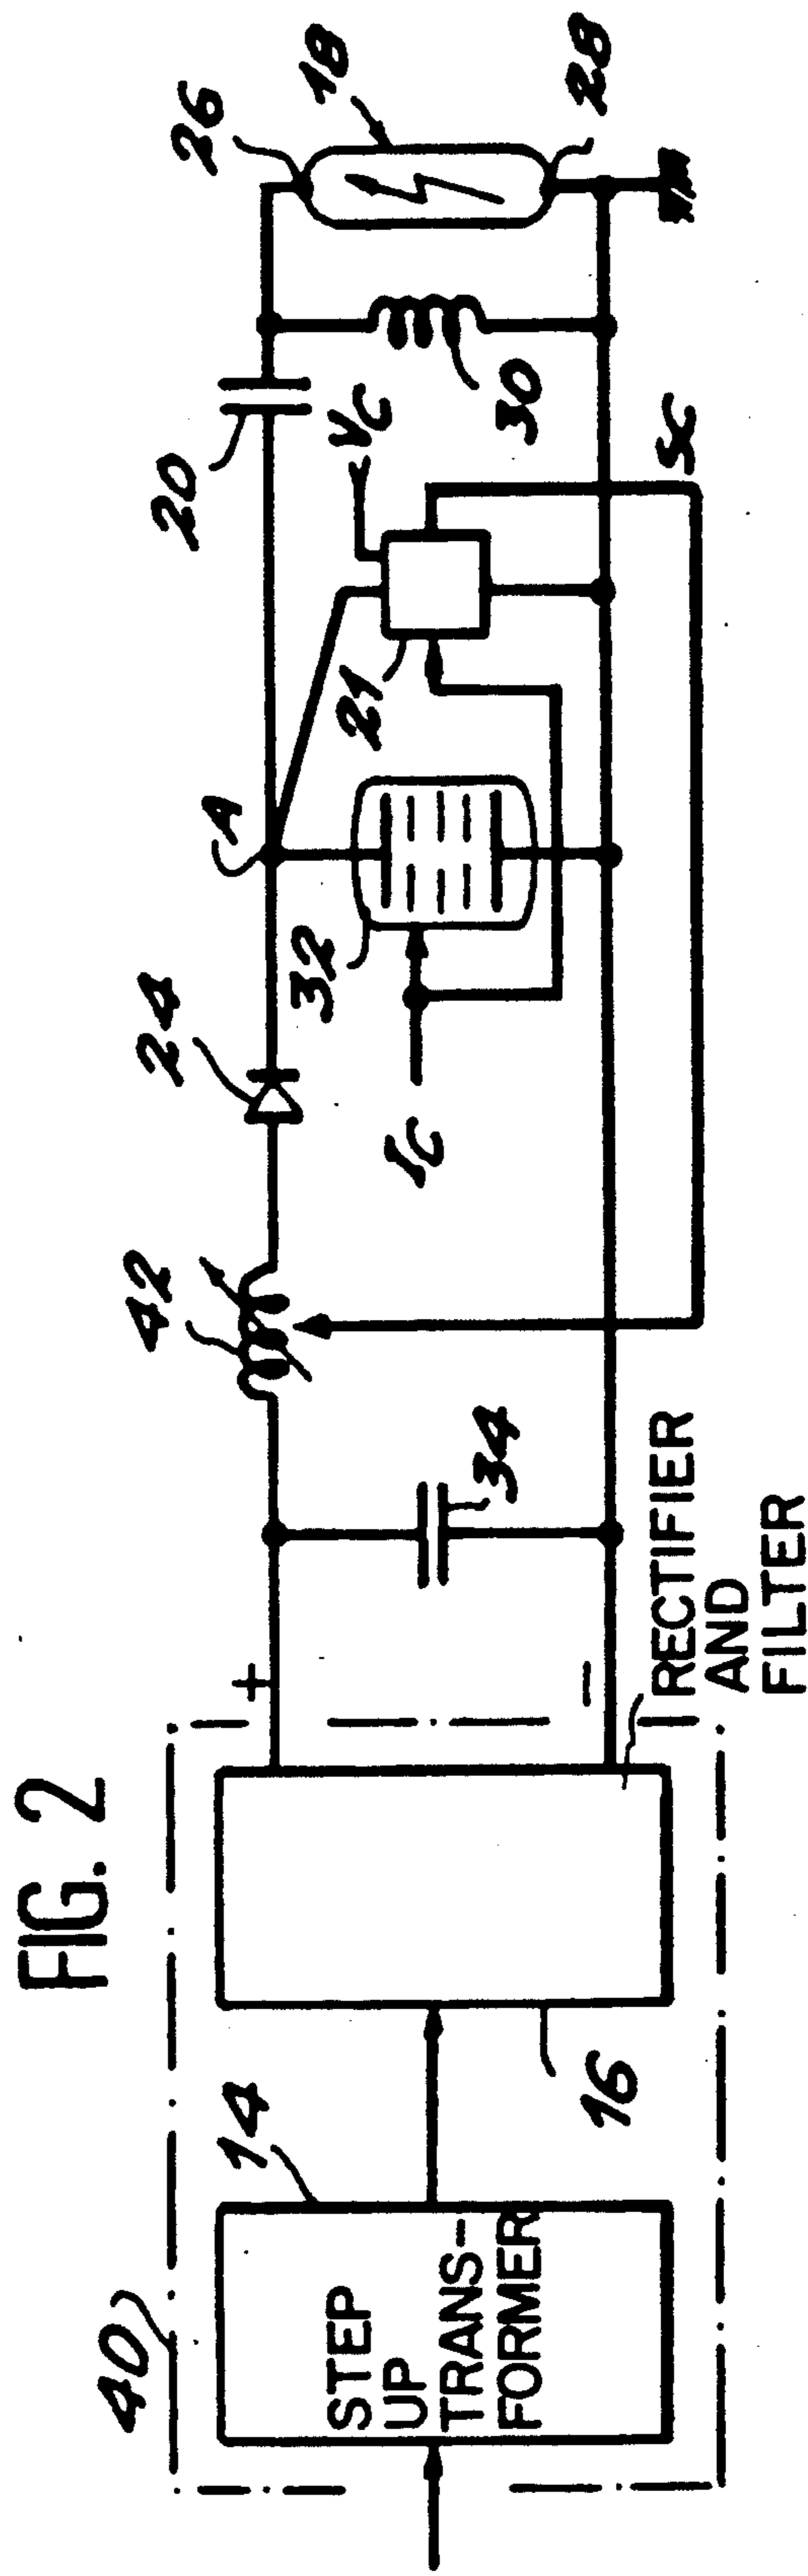 FIG. 2
40
14
STEP
UP
TRANS-
FORMER
16
RECTIFIER
AND
FILTER
+
-
34
42
24
Ic
32
A
21
Vc
Sc
20
30
26
18
28